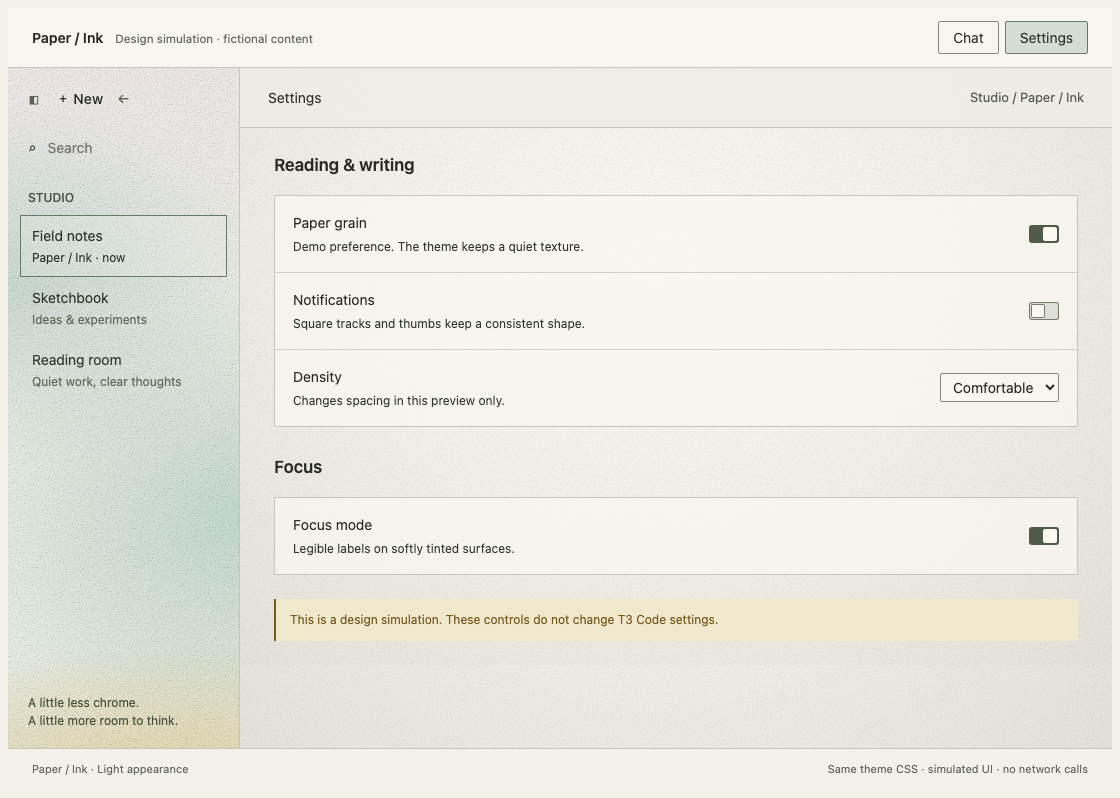 Paper / Ink
Design simulation · fictional content
Chat
Settings
+ New ←
Search
STUDIO
Field notes
Paper / Ink · now
Sketchbook
Ideas & experiments
Reading room
Quiet work, clear thoughts
A little less chrome.
A little more room to think.
Settings
Studio / Paper / Ink
Reading & writing
Paper grain
Demo preference. The theme keeps a quiet texture.
Notifications
Square tracks and thumbs keep a consistent shape.
Density
Changes spacing in this preview only.
Comfortable
Focus
Focus mode
Legible labels on softly tinted surfaces.
This is a design simulation. These controls do not change T3 Code settings.
Paper / Ink · Light appearance
Same theme CSS · simulated UI · no network calls